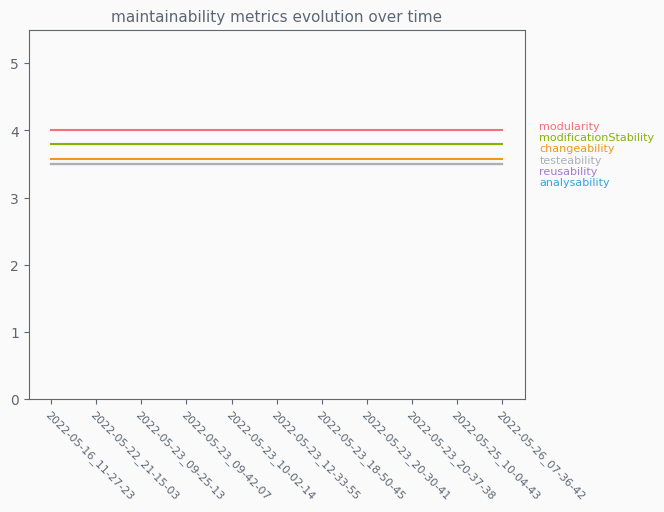 maintainability metrics evolution over time
5
4
3
2
1
0
modularity
modificationStability
changeability
testeability
reusability
analysability
2022-05-16_11-27-23
2022-05-22_21-15-03
2022-05-23_09-25-13
2022-05-23_09-42-07
2022-05-23_10-02-14
2022-05-23_12-33-55
2022-05-23_18-50-45
2022-05-23_20-30-41
2022-05-23_20-37-38
2022-05-25_10-04-43
2022-05-26_07-36-42